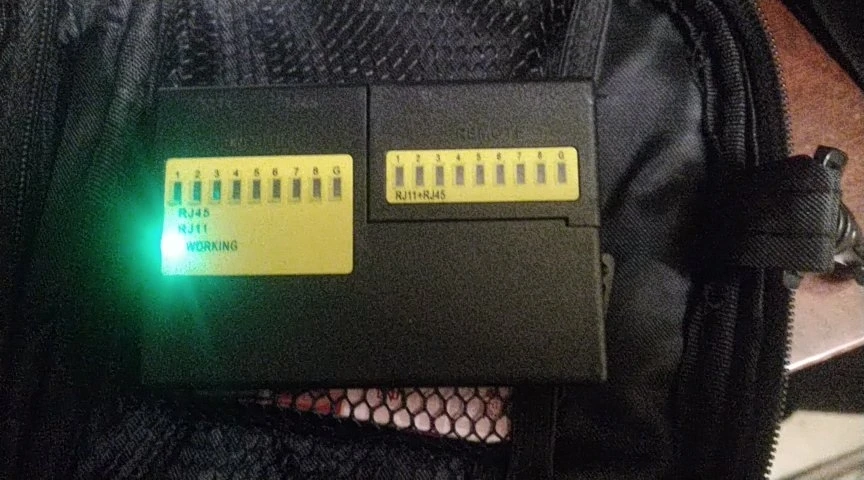 REMOTE
1 2 3 4 5 6 7 8 G
RJ45
RJ11
WORKING
1 2 3 4 5 6 7 8 G
RJ11+RJ45